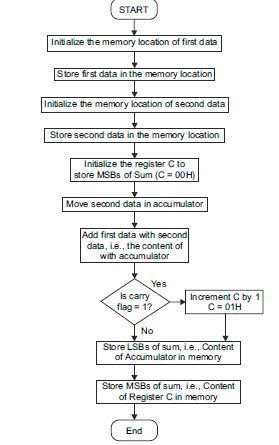 START
Initialize the memory location of first data
Store first data in the memory location
Initialize the memory location of second data
Store second data in the memory location
Initialize the register C to
store MSBs of Sum (C = 00H)
Move second data in accumulator
Add first data with second
data, i.e., the content of
with accumulator
Is carry
flag = 1?
Yes
Increment C by 1
C = 01H
No
Store LSBs of sum, i.e., Content
of Accumulator in memory
Store MSBs of sum, i.e., Content
of Register C in memory
End